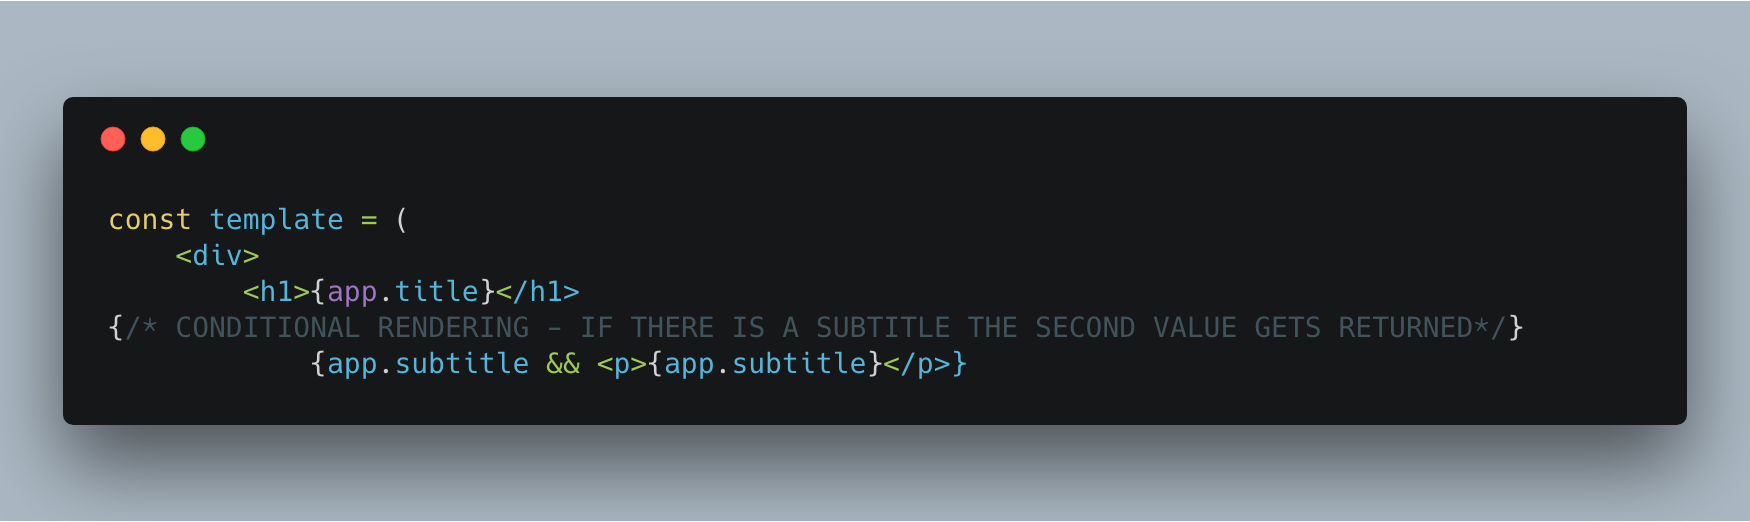 const template = (
    <div>
        <h1>{app.title}</h1>
{/* CONDITIONAL RENDERING - IF THERE IS A SUBTITLE THE SECOND VALUE GETS RETURNED*/}
            {app.subtitle && <p>{app.subtitle}</p>}